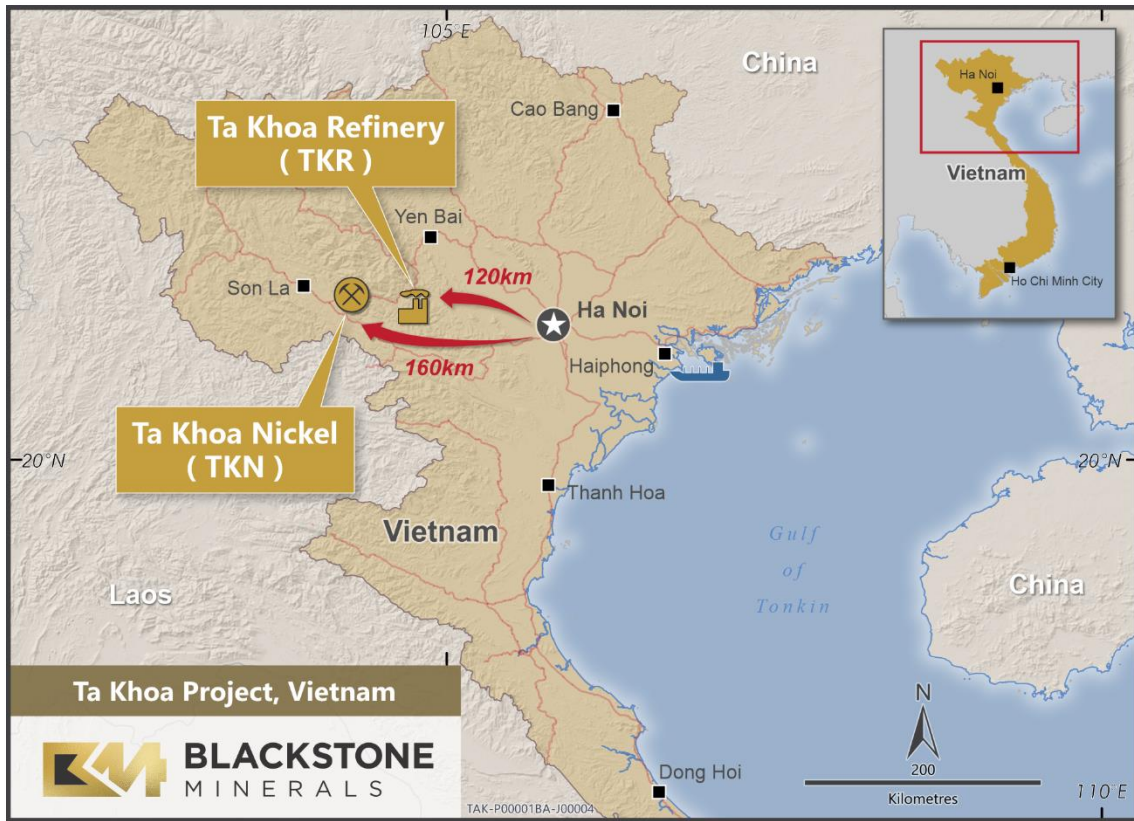 105°E
China
Ha Noi
Vietnam
Ho Chi Minh City
Cao Bang
Ta Khoa Refinery
( TKR )
Yen Bai
120km
Son La
Ha Noi
160km
Haiphong
Ta Khoa Nickel
( TKN )
20°N
20°N
Thanh Hoa
Vietnam
Gulf
of
Tonkin
China
Laos
Ta Khoa Project, Vietnam
BLACKSTONE
MINERALS
TAK-P00001BA-J00004
Dong Hoi
N
200
Kilometres
110°E